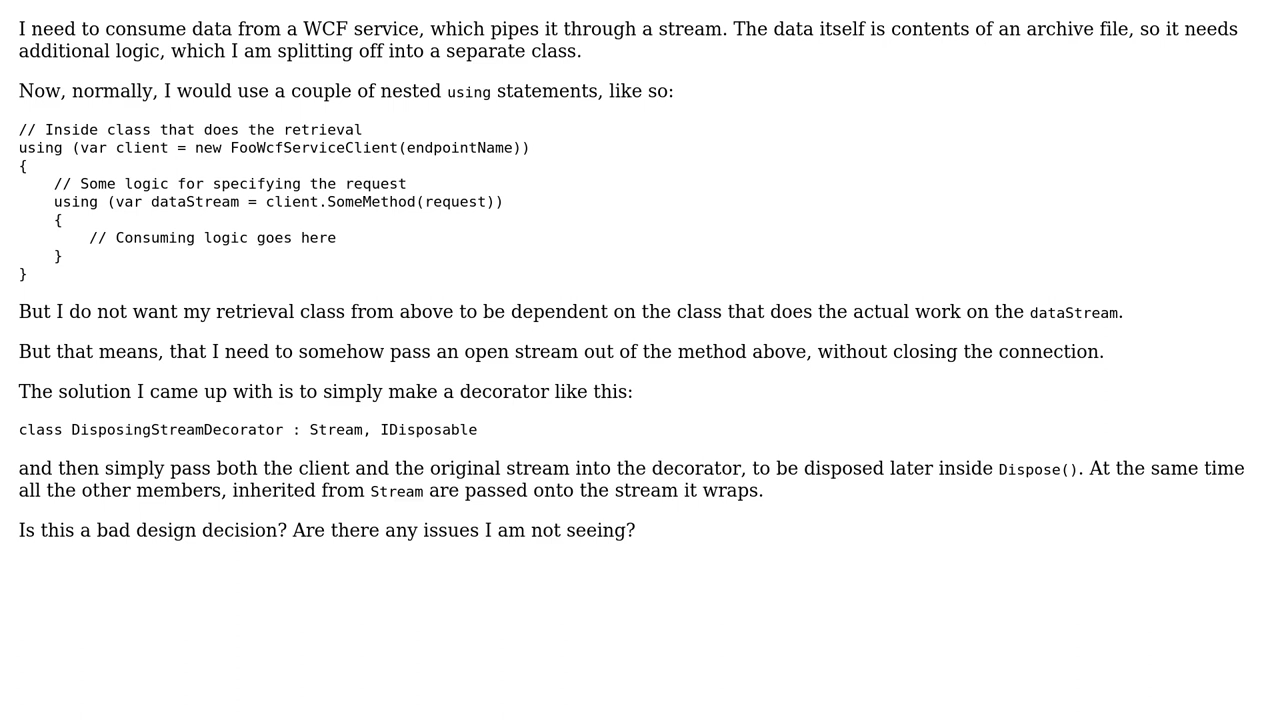 I need to consume data from a WCF service, which pipes it through a stream. The data itself is contents of an archive file, so it needs
additional logic, which I am splitting off into a separate class.
Now, normally, I would use a couple of nested using statements, like so:
// Inside class that does the retrieval
using (var client = new FooWcfServiceClient(endpointName))
{
    // Some logic for specifying the request
    using (var dataStream = client.SomeMethod(request))
    {
        // Consuming logic goes here
    }
}
But I do not want my retrieval class from above to be dependent on the class that does the actual work on the dataStream.
But that means, that I need to somehow pass an open stream out of the method above, without closing the connection.
The solution I came up with is to simply make a decorator like this:
class DisposingStreamDecorator : Stream, IDisposable
and then simply pass both the client and the original stream into the decorator, to be disposed later inside Dispose(). At the same time
all the other members, inherited from Stream are passed onto the stream it wraps.
Is this a bad design decision? Are there any issues I am not seeing?